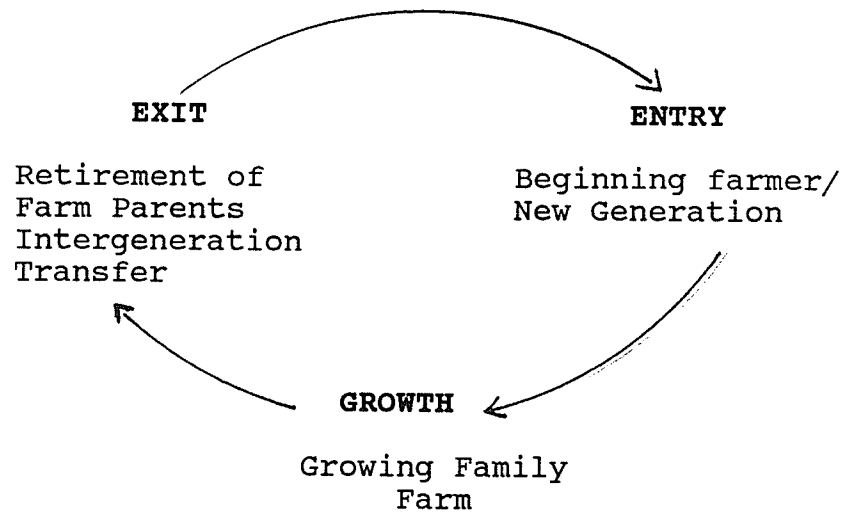 EXIT
Retirement of
Farm Parents
Intergeneration
Transfer
ENTRY
Beginning farmer/
New Generation
GROWTH
Growing Family
Farm